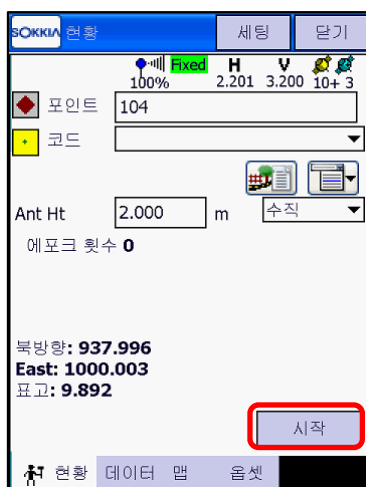 SOKKIA 현황 세팅 닫기
Fixed H V
100% 2.201 3.200 10+ 3
포인트 104
코드
Ant Ht 2.000 m 수직
에포크 횟수 0
북방향: 937.996
East: 1000.003
표고: 9.892
시작
현황 데이터 맵 옵셋